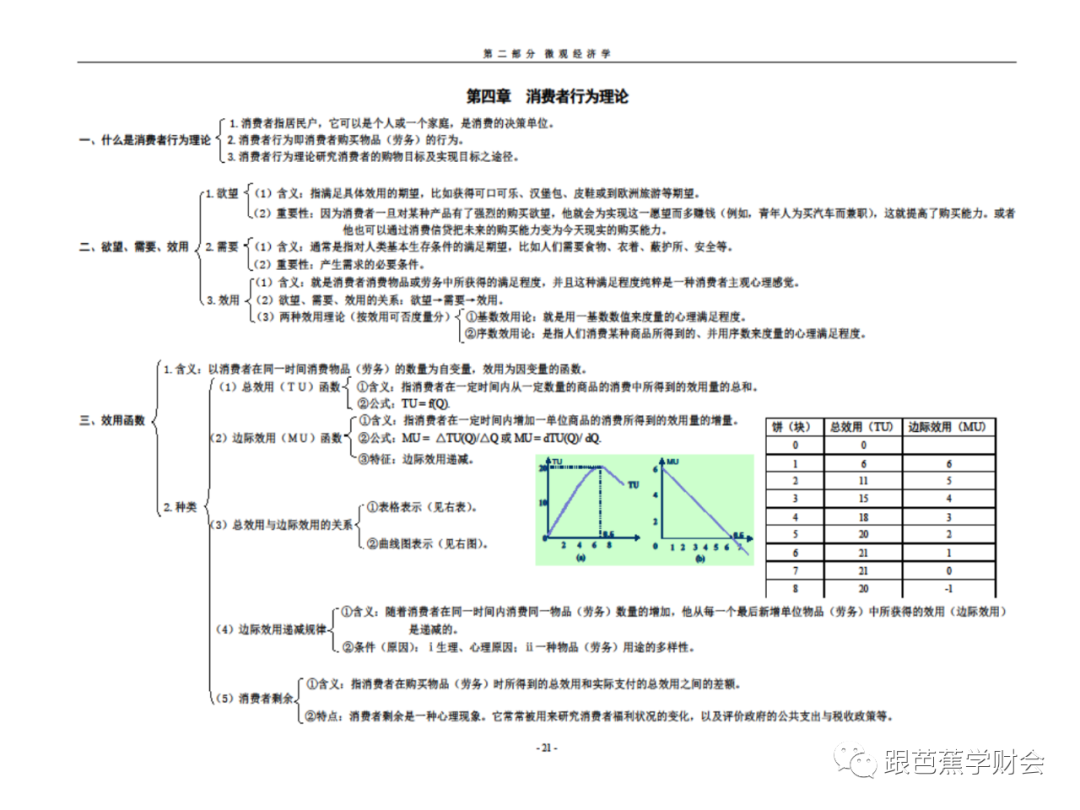 第二部分 微观经济学
第四章 消费者行为理论
一、什么是消费者行为理论
1. 消费者指居民户，它可以是个人或一个家庭，是消费的决策单位。
2. 消费者行为即消费者购买物品（劳务）的行为。
3. 消费者行为理论研究消费者的购物目标及实现目标之途径。
二、欲望、需要、效用
1. 欲望
（1）含义：指满足具体效用的期望，比如获得可口可乐、汉堡包、皮鞋或到欧洲旅游等期望。
（2）重要性：因为消费者一旦对某种产品有了强烈的购买欲望，他就会为实现这一愿望而多赚钱（例如，青年人为买汽车而兼职），这就提高了购买能力。或者
他也可以通过消费信贷把未来的购买能力变为今天现实的购买能力。
2. 需要
（1）含义：通常是指对人类基本生存条件的满足期望，比如人们需要食物、衣着、蔽护所、安全等。
（2）重要性：产生需求的必要条件。
3. 效用
（1）含义：就是消费者消费物品或劳务中所获得的满足程度，并且这种满足程度纯粹是一种消费者主观心理感觉。
（2）欲望、需要、效用的关系：欲望→需要→效用。
（3）两种效用理论（按效用可否度量分）
①基数效用论：就是用一基数数值来度量的心理满足程度。
②序数效用论：是指人们消费某种商品所得到的、并用序数来度量的心理满足程度。
三、效用函数
1. 含义：以消费者在同一时间消费物品（劳务）的数量为自变量，效用为因变量的函数。
2. 种类
（1）总效用（TU）函数
①含义：指消费者在一定时间内从一定数量的商品的消费中所得到的效用量的总和。
②公式：TU=f(Q).
（2）边际效用（MU）函数
①含义：指消费者在一定时间内增加一单位商品的消费所得到的效用量的增量。
②公式：MU= △TU(Q)/△Q 或 MU=dTU(Q)/ dQ.
③特征：边际效用递减。
（3）总效用与边际效用的关系
①表格表示（见右表）。
②曲线图表示（见右图）。
TU
20
10
0
2 4 6 8
TU
(a)
MU
6
4
2
0 1 2 3 4 5 6 7
(b)
饼（块） 总效用（TU） 边际效用（MU）
0 0
1 6 6
2 11 5
3 15 4
4 18 3
5 20 2
6 21 1
7 21 0
8 20 -1
（4）边际效用递减规律
①含义：随着消费者在同一时间内消费同一物品（劳务）数量的增加，他从每一个最后新增单位物品（劳务）中所获得的效用（边际效用）
是递减的。
②条件（原因）：ⅰ生理、心理原因；ⅱ一种物品（劳务）用途的多样性。
（5）消费者剩余
①含义：指消费者在购买物品（劳务）时所得到的总效用和实际支付的总效用之间的差额。
②特点：消费者剩余是一种心理现象。它常常被用来研究消费者福利状况的变化，以及评价政府的公共支出与税收政策等。
- 21 -
跟芭蕉学财会